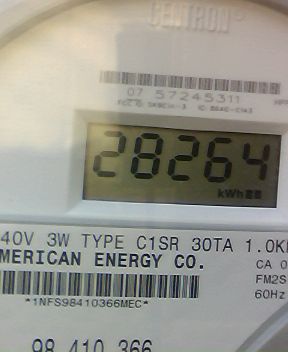 CENTRON®
07 57245311
28264
kWh
40V 3W TYPE C1SR 30TA 1.0K
MERICAN ENERGY CO.
CA 0
FM2S
60Hz
*1NFS98410366MEC*
98 410 366